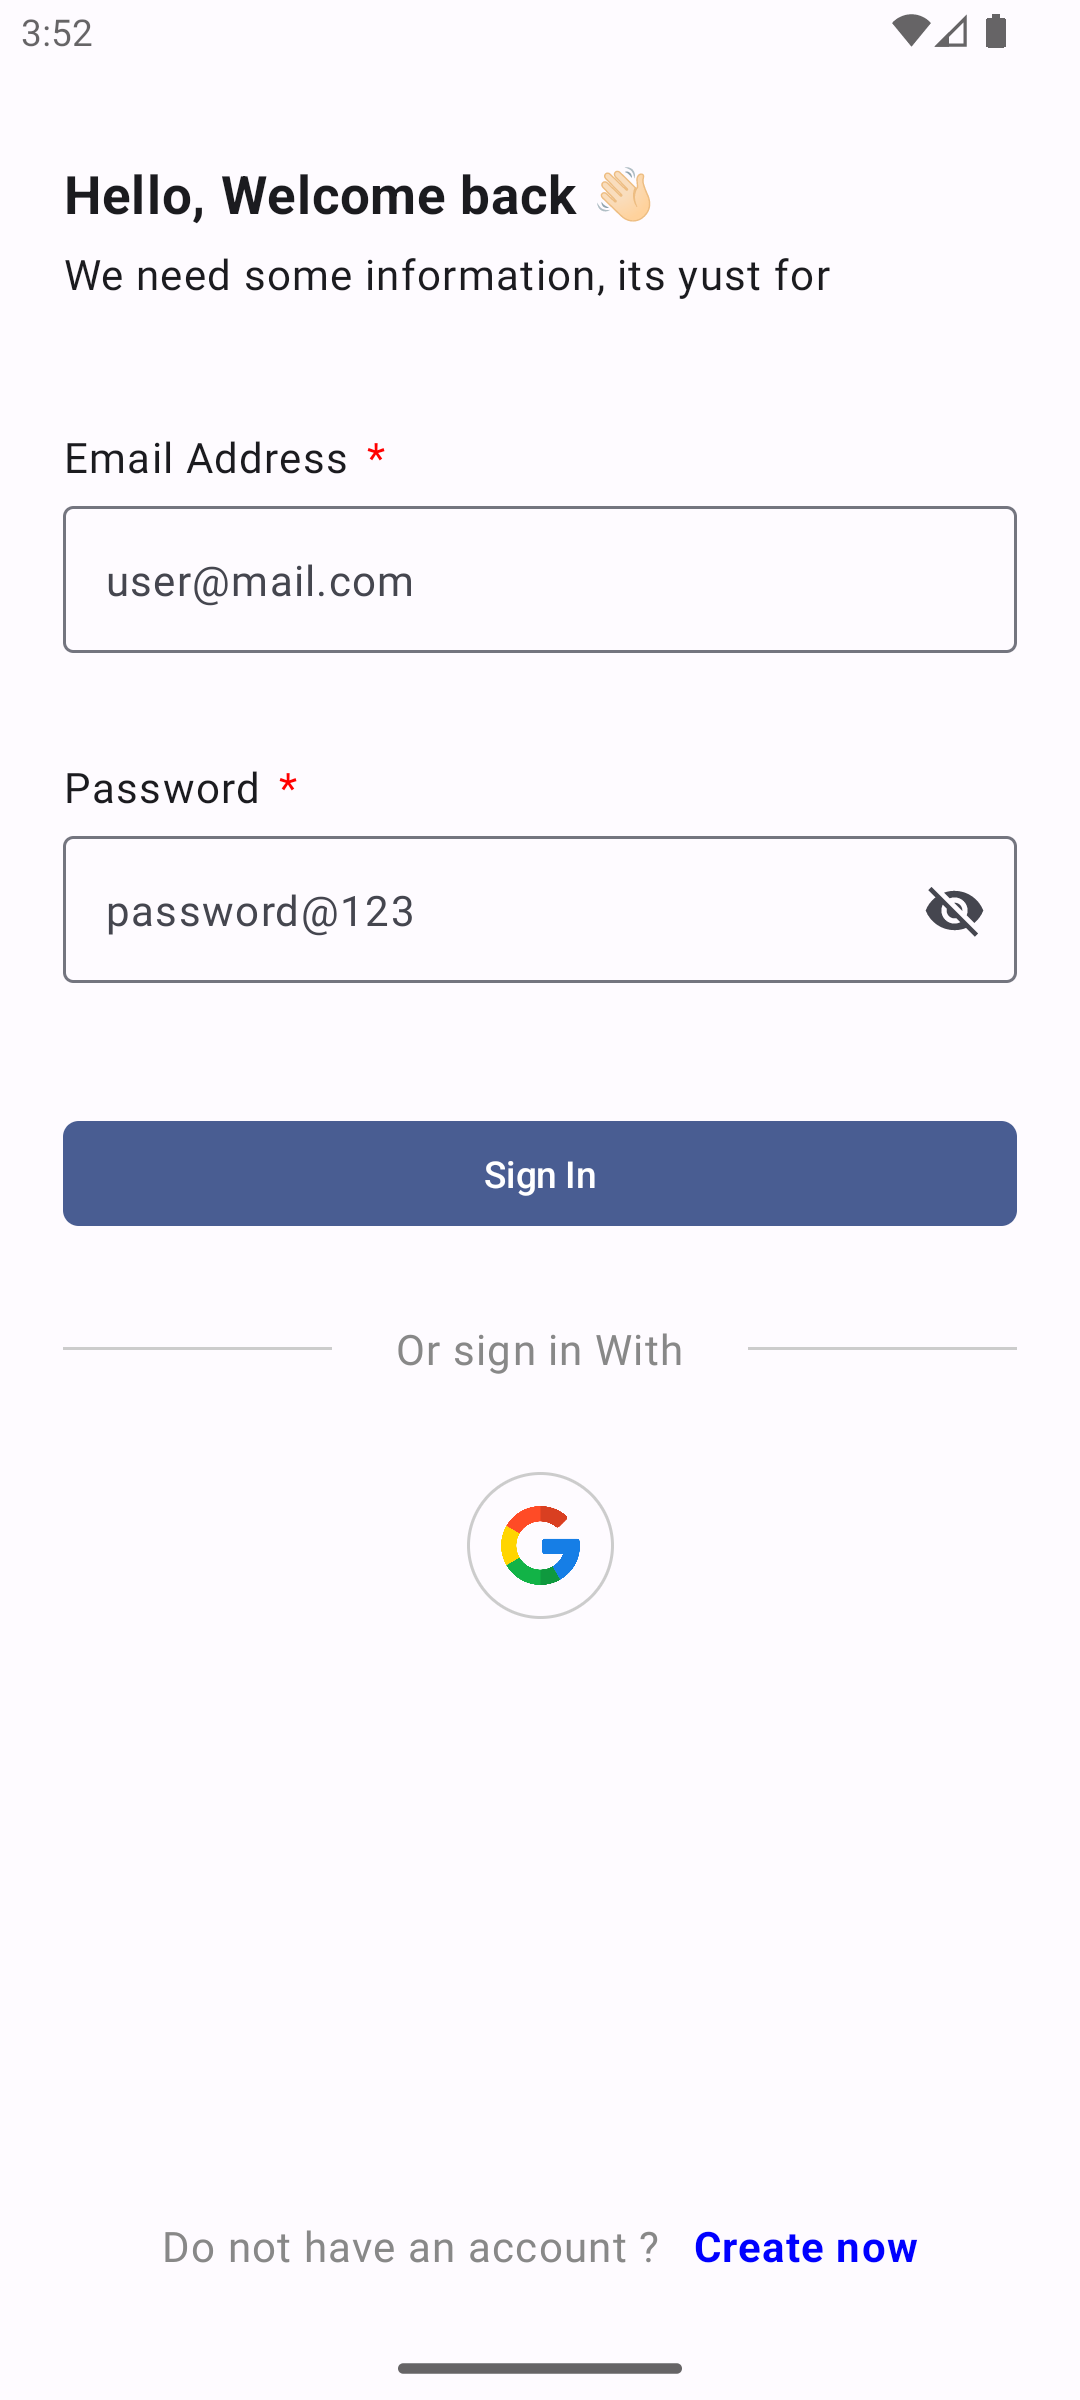 3:52
Hello, Welcome back 👋🏻
We need some information, its yust for
Email Address *
user@mail.com
Password *
password@123
Sign In
Or sign in With
Do not have an account ? Create now